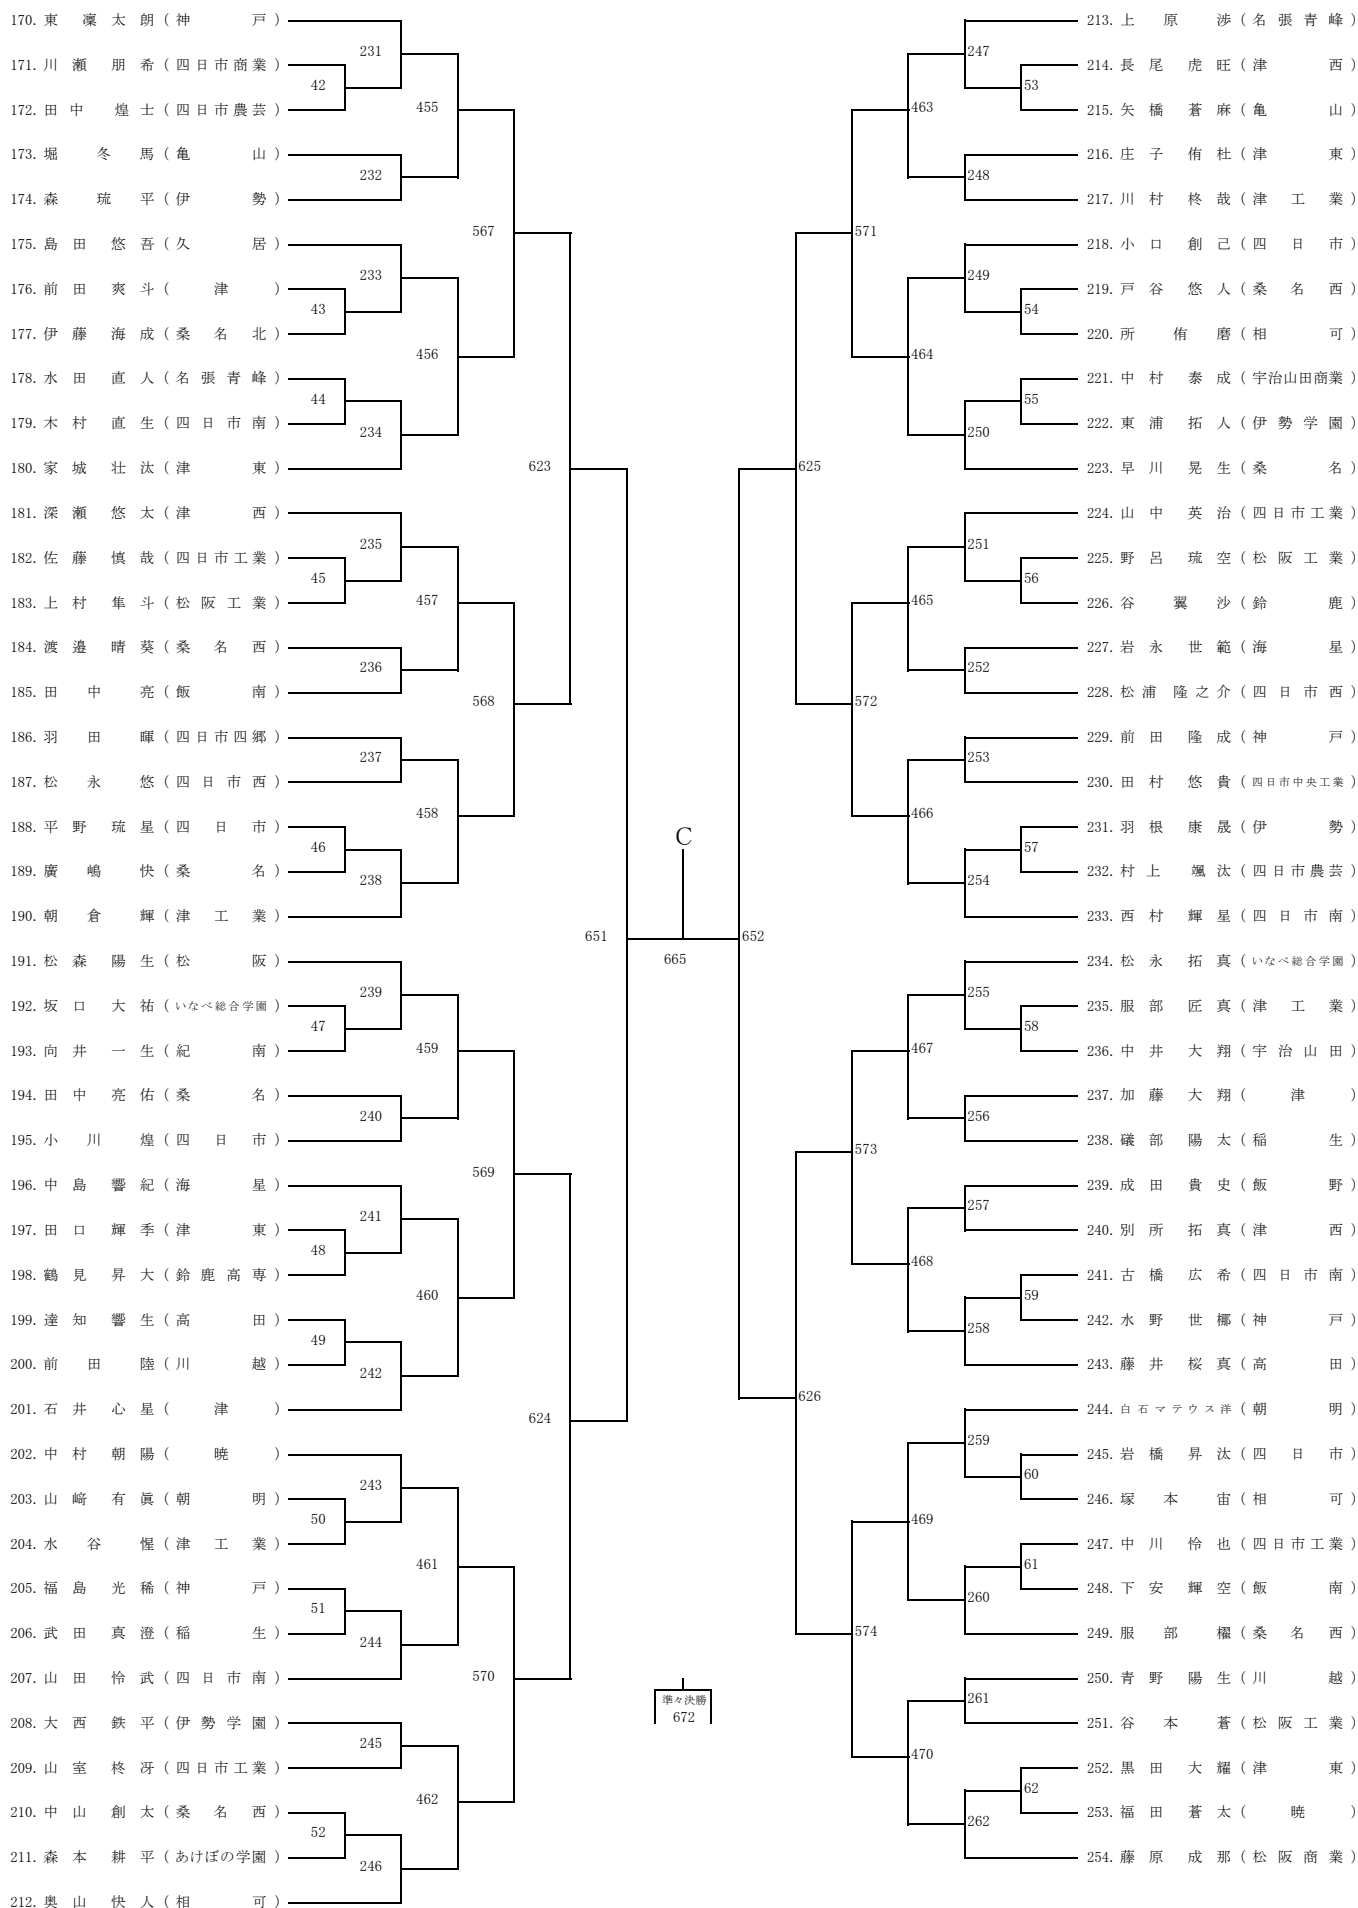 170. 東 凜太朗（神戸）
171. 川瀬朋希（四日市商業）
172. 田中 煌士（四日市農芸）
173. 堀 冬馬（亀山）
174. 森 琉平（伊勢）
175. 島田悠吾（久居）
176. 前田爽斗（津）
177. 伊藤海成（桑名北）
178. 水田直人（名張青峰）
179. 木村直生（四日市南）
180. 家城壮汰（津東）
181. 深瀬悠太（津西）
182. 佐藤慎哉（四日市工業）
183. 上村隼斗（松阪工業）
184. 渡邉晴葵（桑名西）
185. 田中亮（飯南）
186. 羽田暉（四日市四郷）
187. 松永悠（四日市西）
188. 平野琉星（四日市）
189. 廣嶋快（桑名）
190. 朝倉輝（津工業）
191. 松森陽生（松阪）
192. 坂口大祐（いなべ総合学園）
193. 向井一生（紀南）
194. 田中亮佑（桑名）
195. 小川煌（四日市）
196. 中島響紀（海星）
197. 田口輝季（津東）
198. 鶴見昇大（鈴鹿高専）
199. 達知響生（高田）
200. 前田陸（川越）
201. 石井心星（津）
202. 中村朝陽（暁）
203. 山﨑有眞（朝明）
204. 水谷惺（津工業）
205. 福島光稀（神戸）
206. 武田真澄（稲生）
207. 山田怜武（四日市南）
208. 大西鉄平（伊勢学園）
209. 山室柊冴（四日市工業）
210. 中山創太（桑名西）
211. 森本耕平（あけぼの学園）
212. 奥山快人（相可）
42
43
44
45
46
47
48
49
50
51
52
231
232
233
234
235
236
237
238
239
240
241
242
243
244
245
246
455
456
457
458
459
460
461
462
567
568
569
570
623
624
651
C
665
準々決勝
672
652
625
626
571
572
573
574
463
464
465
466
467
468
469
470
247
248
249
250
251
252
253
254
255
256
257
258
259
260
261
262
53
54
55
56
57
58
59
60
61
62
213. 上原渉（名張青峰）
214. 長尾虎旺（津西）
215. 矢橋蒼麻（亀山）
216. 庄子侑杜（津東）
217. 川村柊哉（津工業）
218. 小口創己（四日市）
219. 戸谷悠人（桑名西）
220. 所 侑磨（相可）
221. 中村泰成（宇治山田商業）
222. 東浦拓人（伊勢学園）
223. 早川晃生（桑名）
224. 山中英治（四日市工業）
225. 野呂琉空（松阪工業）
226. 谷 翼沙（鈴鹿）
227. 岩永世範（海星）
228. 松浦 隆之介（四日市西）
229. 前田隆成（神戸）
230. 田村悠貴（四日市中央工業）
231. 羽根康晟（伊勢）
232. 村上 颯汰（四日市農芸）
233. 西村輝星（四日市南）
234. 松永拓真（いなべ総合学園）
235. 服部匠真（津工業）
236. 中井大翔（宇治山田）
237. 加藤大翔（津）
238. 礒部陽太（稲生）
239. 成田貴史（飯野）
240. 別所拓真（津西）
241. 古橋広希（四日市南）
242. 水野世梛（神戸）
243. 藤井桜真（高田）
244. 白石マテウス洋（朝明）
245. 岩橋昇汰（四日市）
246. 塚本宙（相可）
247. 中川怜也（四日市工業）
248. 下安輝空（飯南）
249. 服部櫂（桑名西）
250. 青野陽生（川越）
251. 谷本蒼（松阪工業）
252. 黒田大耀（津東）
253. 福田蒼太（暁）
254. 藤原成那（松阪商業）